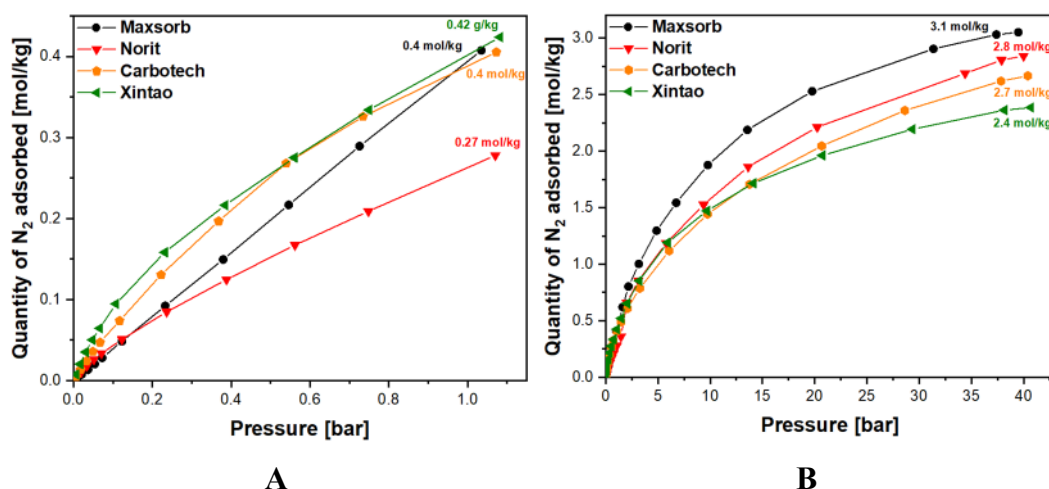 Maxsorb
Norit
Carbotech
Xintao
0.42 g/kg
0.4 mol/kg
0.4 mol/kg
0.27 mol/kg
Quantity of N2 adsorbed [mol/kg]
0.0
0.1
0.2
0.3
0.4
0.0
0.2
0.4
0.6
0.8
1.0
Pressure [bar]
A
Maxsorb
Norit
Carbotech
Xintao
3.1 mol/kg
2.8 mol/kg
2.7 mol/kg
2.4 mol/kg
Quantity of N2 adsorbed [mol/kg]
0.0
0.5
1.0
1.5
2.0
2.5
3.0
0
5
10
15
20
25
30
35
40
Pressure [bar]
B